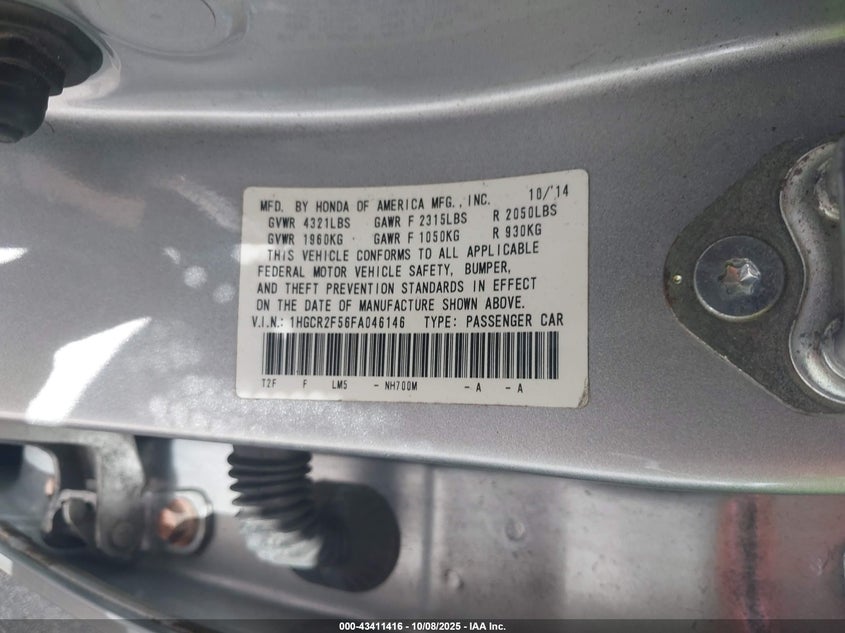 MFD. BY HONDA OF AMERICA MFG., INC. 10/'14
GVWR 4321LBS GAWR F 2315LBS R 2050LBS
GVWR 1960KG GAWR F 1050KG R 930KG
THIS VEHICLE CONFORMS TO ALL APPLICABLE
FEDERAL MOTOR VEHICLE SAFETY, BUMPER,
AND THEFT PREVENTION STANDARDS IN EFFECT
ON THE DATE OF MANUFACTURE SHOWN ABOVE.
V.I.N.: 1HGCR2F56FA046146 TYPE: PASSENGER CAR
T2F F LM5 - NH700M - A - A
000-43411416 - 10/08/2025 - IAA Inc.